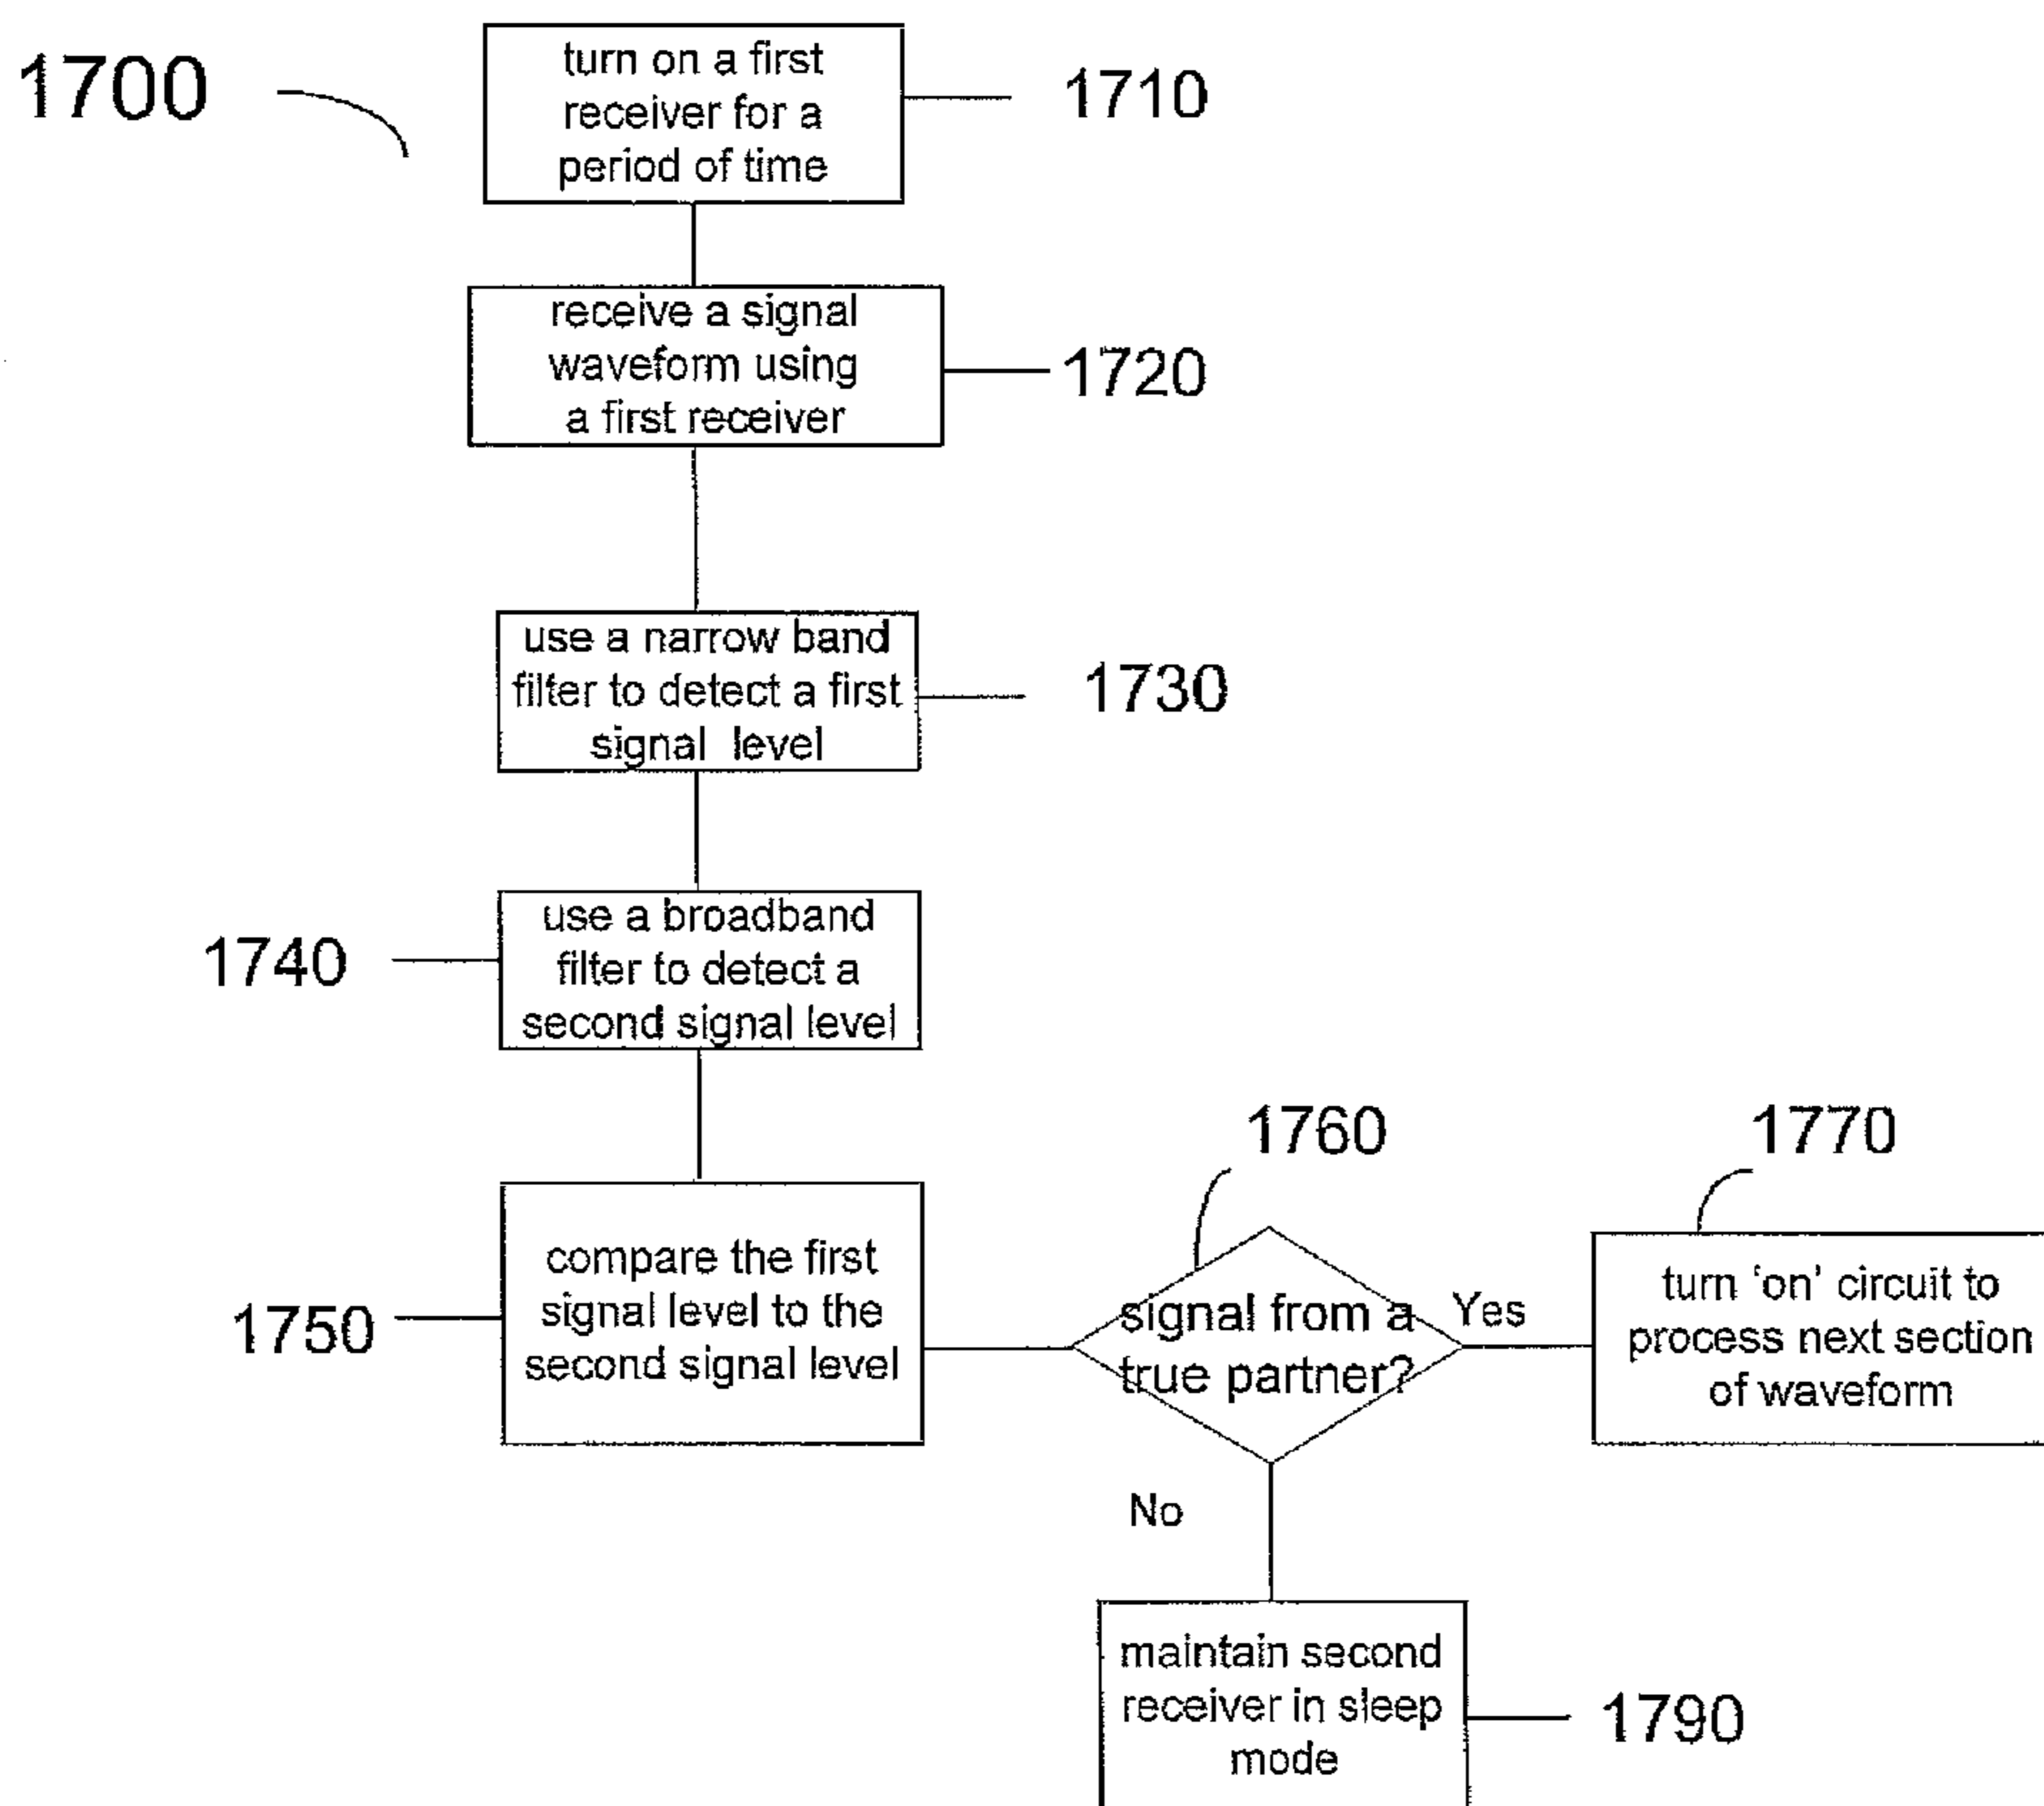 1700
turn on a first
receiver for a
period of time
1710
receive a signal
waveform using
a first receiver
1720
use a narrow band
filter to detect a first
signal level
1730
use a broadband
filter to detect a
second signal level
1740
compare the first
signal level to the
second signal level
1750
1760
signal from a
true partner?
Yes
1770
turn ‘on’ circuit to
process next section
of waveform
No
maintain second
receiver in sleep
mode
1790